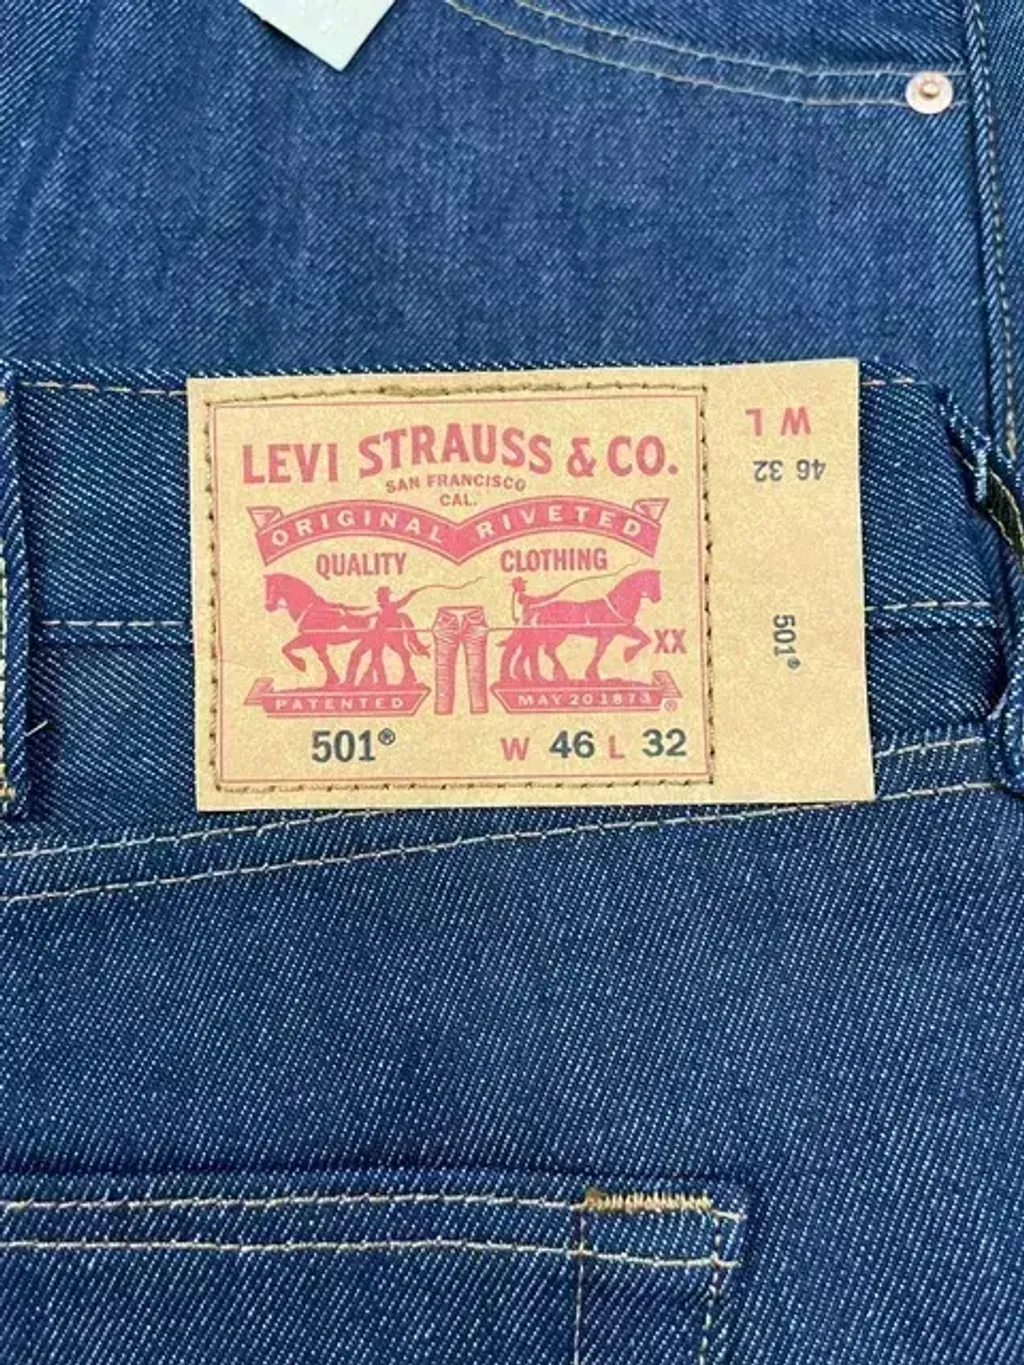 LEVI STRAUSS & CO.
SAN FRANCISCO
CAL.
ORIGINAL RIVETED
QUALITY CLOTHING
XX
PATENTED MAY 20 1873 ®
501® W 46 L 32
W L
46 32
501®